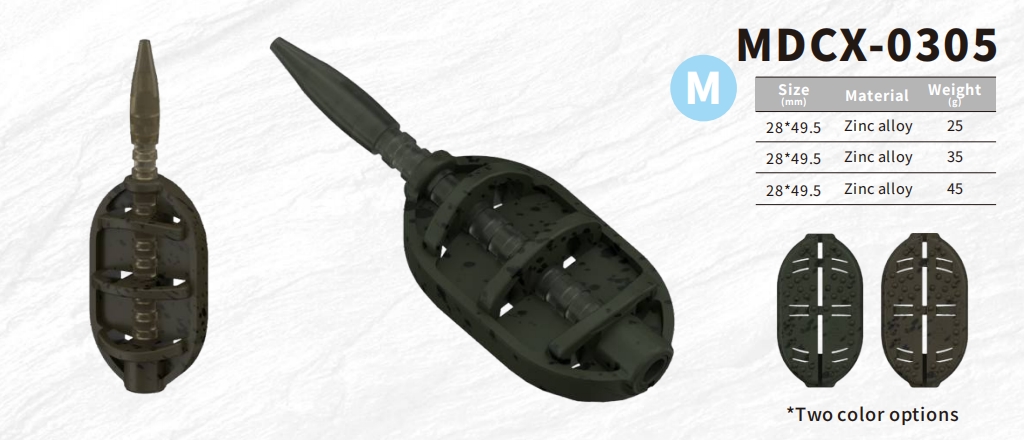 MDCX-0305
M
Size Material Weight
(mm) (g)
28*49.5 Zinc alloy 25
28*49.5 Zinc alloy 35
28*49.5 Zinc alloy 45
*Two color options